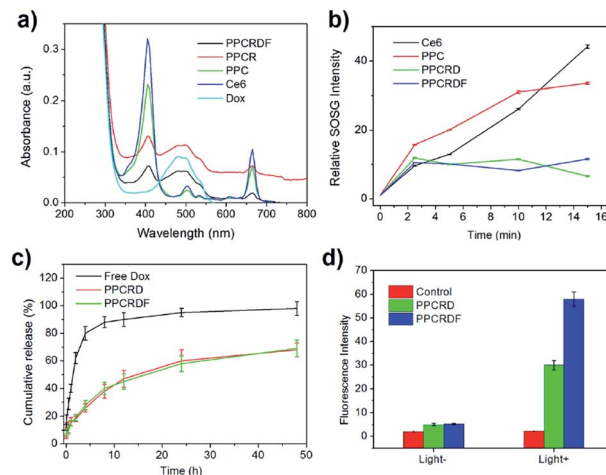 a)
PPCRDF
PPCR
PPC
Ce6
Dox
Absorbance (a.u.)
0.3
0.2
0.1
0.0
200 300 400 500 600 700 800
Wavelength (nm)
b)
Ce6
PPC
PPCRD
PPCRDF
Relative SOSG Intensity
40
20
0
0 2 4 6 8 10 12 14 16
Time (min)
c)
Free Dox
PPCRD
PPCRDF
Cumulative release (%)
120
100
80
60
40
20
0
0 10 20 30 40 50
Time (h)
d)
Control
PPCRD
PPCRDF
Fluorescence Intensity
70
60
50
40
30
20
10
0
Light- Light+